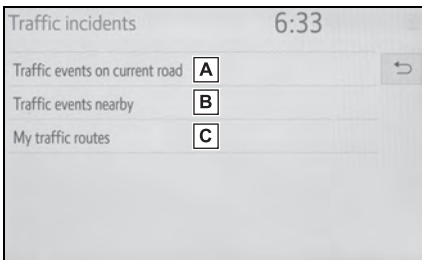 Traffic incidents 6:33
Traffic events on current road A
Traffic events nearby B
My traffic routes C